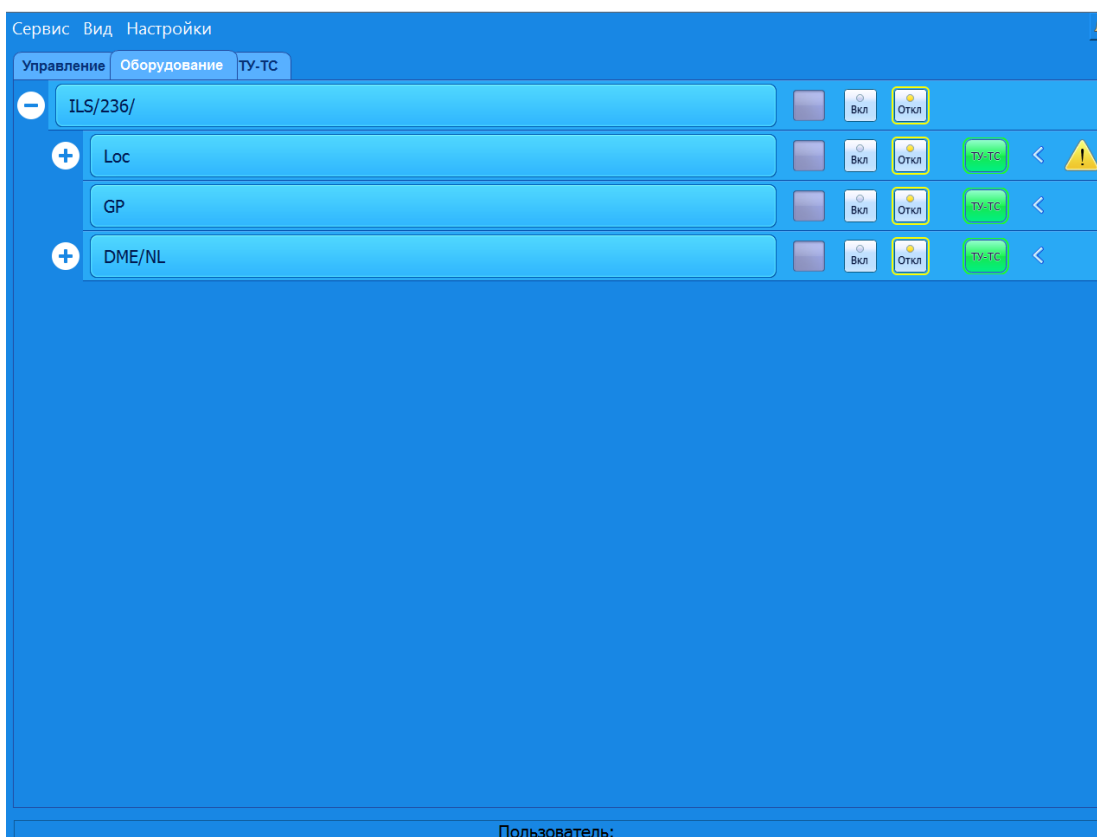 Сервис Вид Настройки
Управление Оборудование ТУ-ТС
ILS/236/ Вкл Откл
Loc Вкл Откл ТУ-ТС
GP Вкл Откл ТУ-ТС
DME/NL Вкл Откл ТУ-ТС
Пользователь: